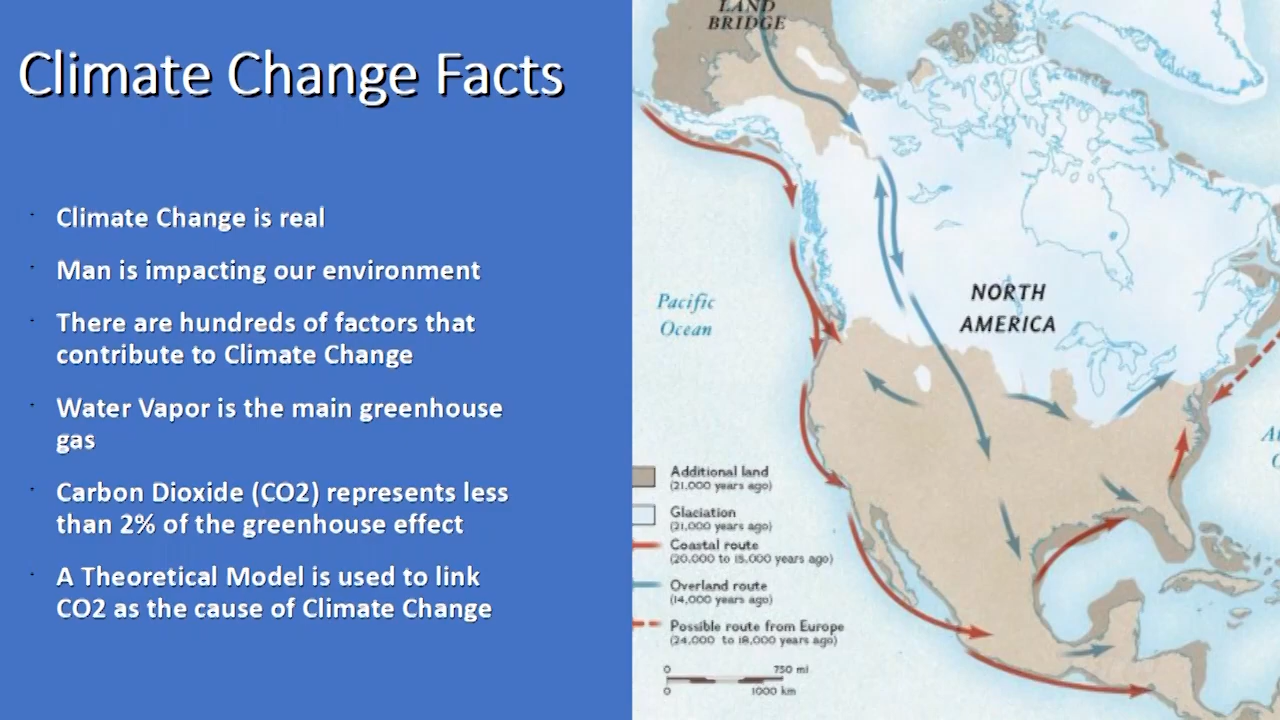 Climate Change Facts
Climate Change is real
Man is impacting our environment
There are hundreds of factors that
contribute to Climate Change
Water Vapor is the main greenhouse
gas
Carbon Dioxide (CO2) represents less
than 2% of the greenhouse effect
A Theoretical Model is used to link
CO2 as the cause of Climate Change
LAND
BRIDGE
NORTH
AMERICA
Pacific
Ocean
Additional land
(21,000 years ago)
Glaciation
(21,000 years ago)
Coastal route
(20,000 to 15,000 years ago)
Overland route
(14,000 years ago)
Possible route from Europe
(24,000 to 18,000 years ago)
0 750 mi
0 1000 km